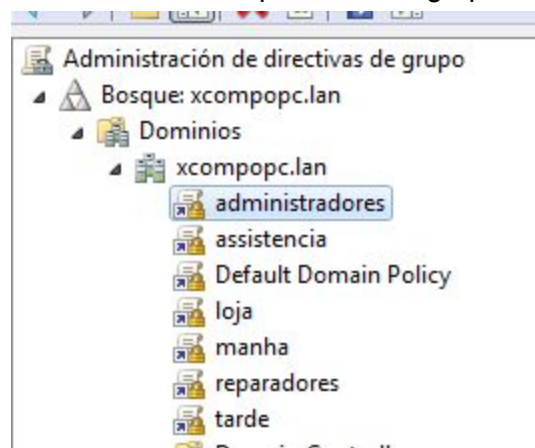 Administración de directivas de grupo
Bosque: xcompopc.lan
Dominios
xcompopc.lan
administradores
assistencia
Default Domain Policy
loja
manha
reparadores
tarde